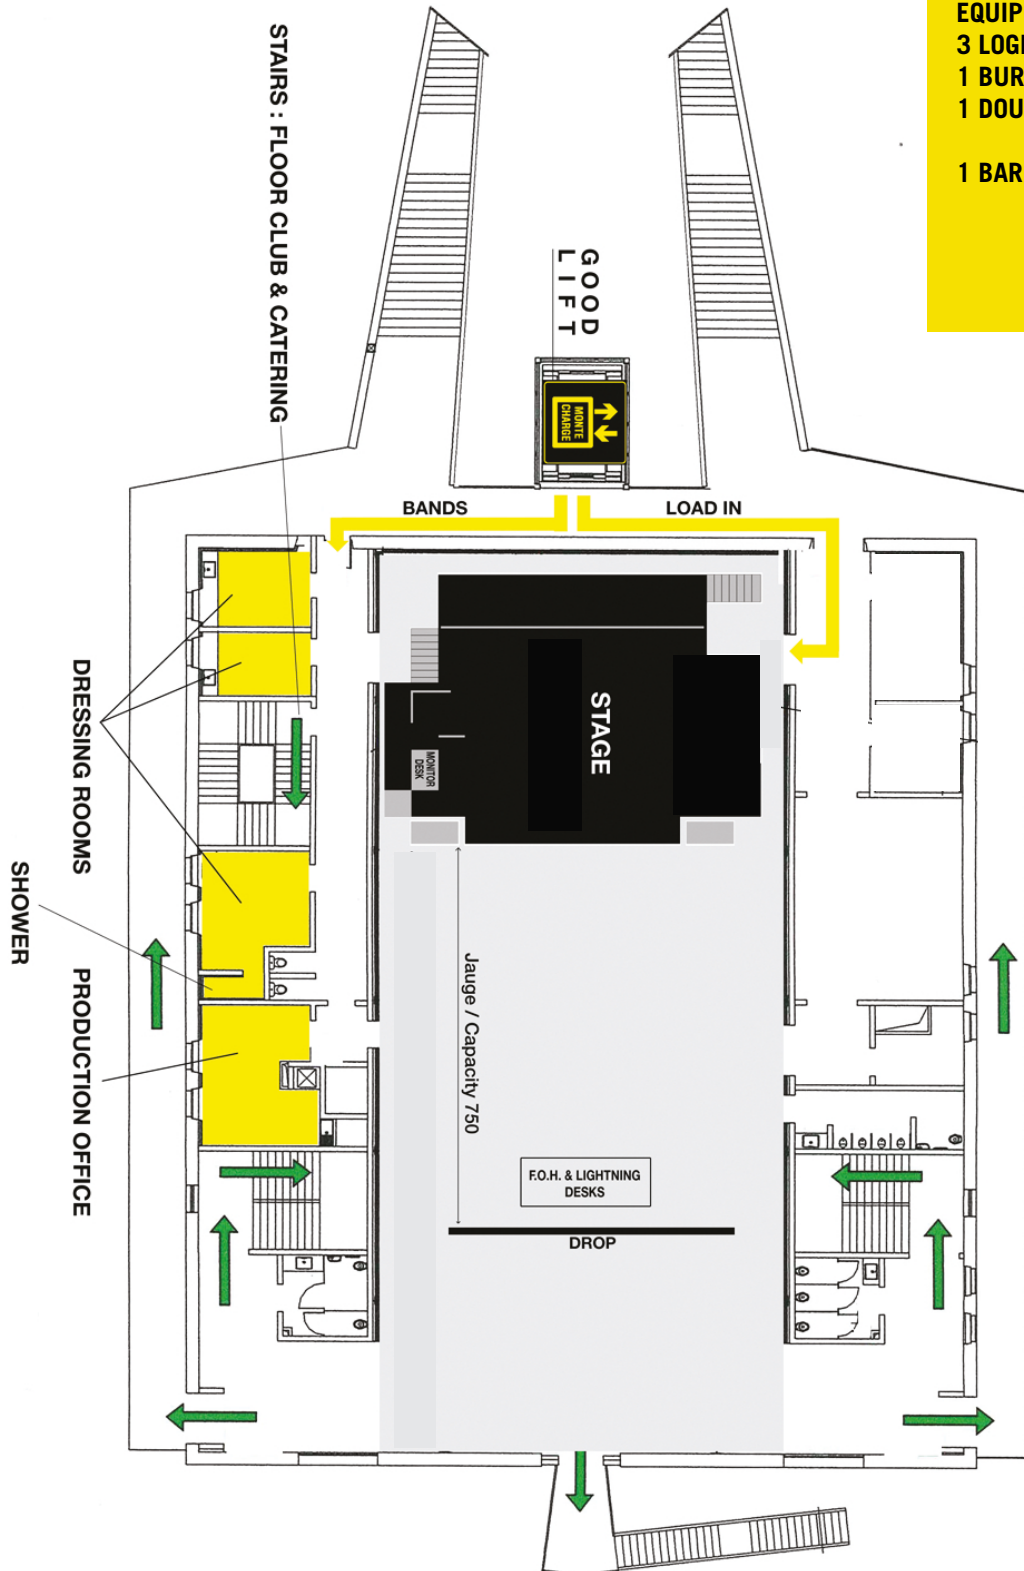 EQUIP
3 LOGE
1 BUR
1 DOU
1 BAR
STAIRS : FLOOR CLUB & CATERING
GOOD
LIFT
MONTE
CHARGE
BANDS
LOAD IN
STAGE
MONITOR
DESK
DRESSING ROOMS
SHOWER
PRODUCTION OFFICE
Jauge / Capacity 750
F.O.H. & LIGHTNING
DESKS
DROP